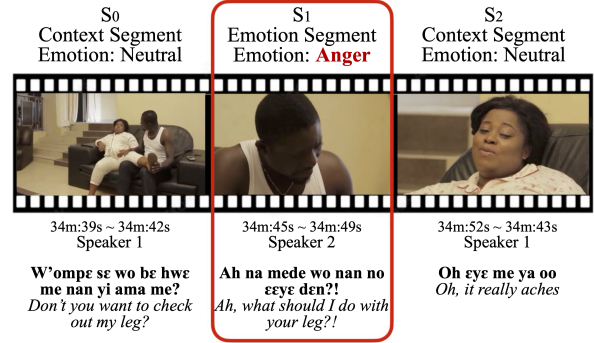 S0
Context Segment
Emotion: Neutral
34m:39s ~ 34m:42s
Speaker 1
W'ompɛ sɛ wo bɛ hwɛ
me nan yi ama me?
Don't you want to check
out my leg?
S1
Emotion Segment
Emotion: Anger
34m:45s ~ 34m:49s
Speaker 2
Ah na mede wo nan no
ɛɛyɛ dɛn?!
Ah, what should I do with
your leg?!
S2
Context Segment
Emotion: Neutral
34m:52s ~ 34m:43s
Speaker 1
Oh ɛyɛ me ya oo
Oh, it really aches